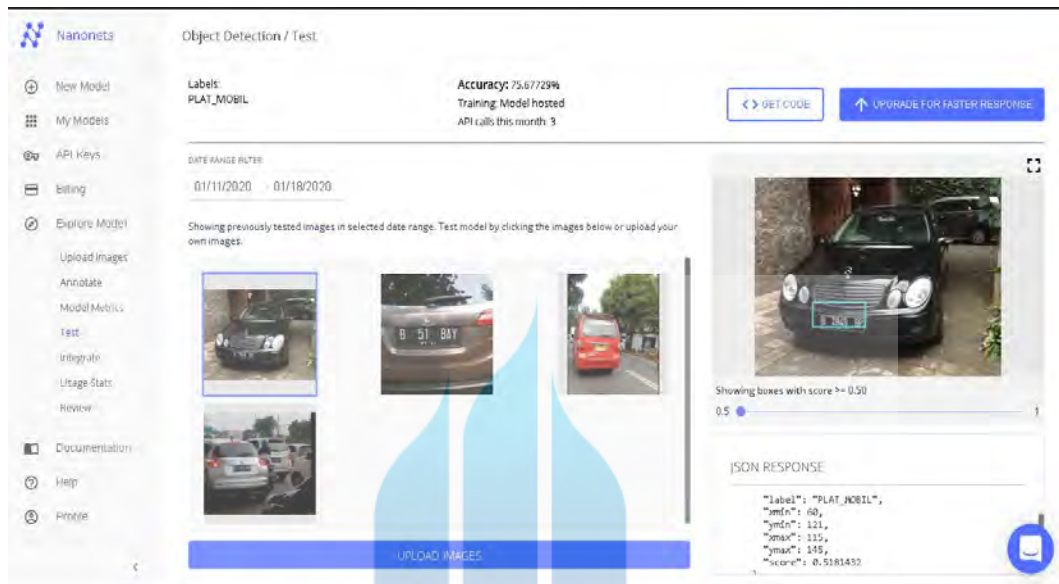 Nanonets
Object Detection / Test
New Model
My Models
API Keys
Billing
Explore Model
Upload Images
Annotate
Model Metrics
Test
Integrate
Usage Stats
Review
Documentation
Help
Profile
Labels:
PLAT_MOBIL
Accuracy: 75.67729%
Training: Model hosted
API calls this month: 3
<> GET CODE
UPGRADE FOR FASTER RESPONSE
DATE RANGE FILTER
01/11/2020 - 01/18/2020
Showing previously tested images in selected date range. Test model by clicking the images below or upload your
own images.
B 51 BAY
UPLOAD IMAGES
Showing boxes with score >= 0.50
0.5
1
JSON RESPONSE
"label": "PLAT_MOBIL",
"xmin": 60,
"ymin": 121,
"xmax": 115,
"ymax": 145,
"score": 0.5181432